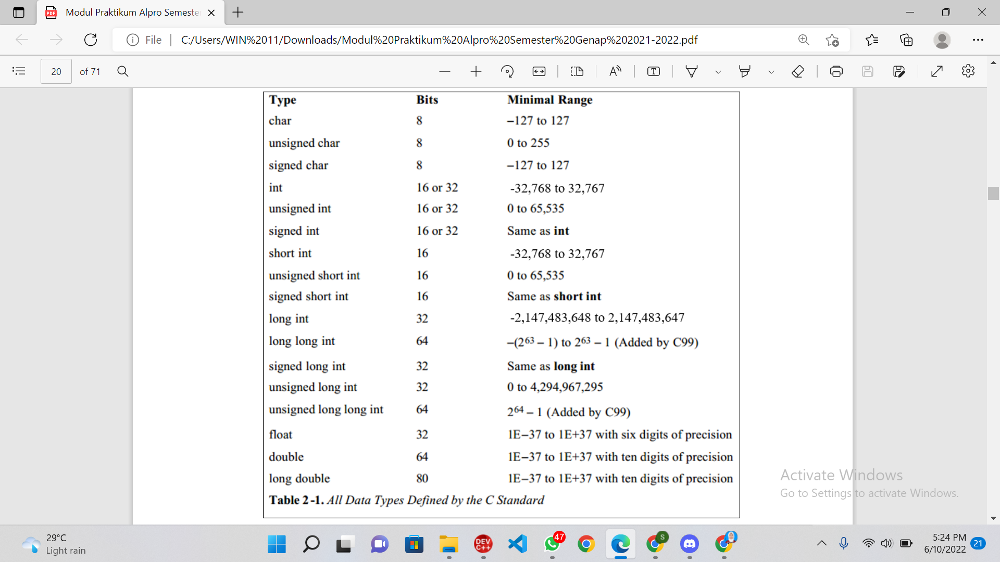 Modul Praktikum Alpro Semeste
File
C:/Users/WIN%2011/Downloads/Modul%20Praktikum%20Alpro%20Semester%20Genap%202021-2022.pdf
20 of 71
Type Bits Minimal Range
char 8 –127 to 127
unsigned char 8 0 to 255
signed char 8 –127 to 127
int 16 or 32 -32,768 to 32,767
unsigned int 16 or 32 0 to 65,535
signed int 16 or 32 Same as int
short int 16 -32,768 to 32,767
unsigned short int 16 0 to 65,535
signed short int 16 Same as short int
long int 32 -2,147,483,648 to 2,147,483,647
long long int 64 –(2⁶³ – 1) to 2⁶³ – 1 (Added by C99)
signed long int 32 Same as long int
unsigned long int 32 0 to 4,294,967,295
unsigned long long int 64 2⁶⁴ – 1 (Added by C99)
float 32 1E–37 to 1E+37 with six digits of precision
double 64 1E–37 to 1E+37 with ten digits of precision
long double 80 1E–37 to 1E+37 with ten digits of precision
Table 2-1. All Data Types Defined by the C Standard
Activate Windows
Go to Settings to activate Windows.
29°C
Light rain
DEV C++
47
S
5:24 PM
6/10/2022
21